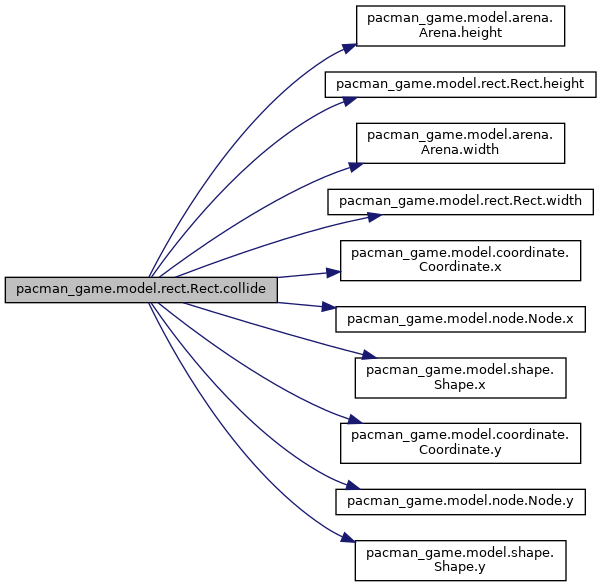 pacman_game.model.arena.
Arena.height
pacman_game.model.rect.Rect.height
pacman_game.model.arena.
Arena.width
pacman_game.model.rect.Rect.width
pacman_game.model.coordinate.
Coordinate.x
pacman_game.model.rect.Rect.collide
pacman_game.model.node.Node.x
pacman_game.model.shape.
Shape.x
pacman_game.model.coordinate.
Coordinate.y
pacman_game.model.node.Node.y
pacman_game.model.shape.
Shape.y